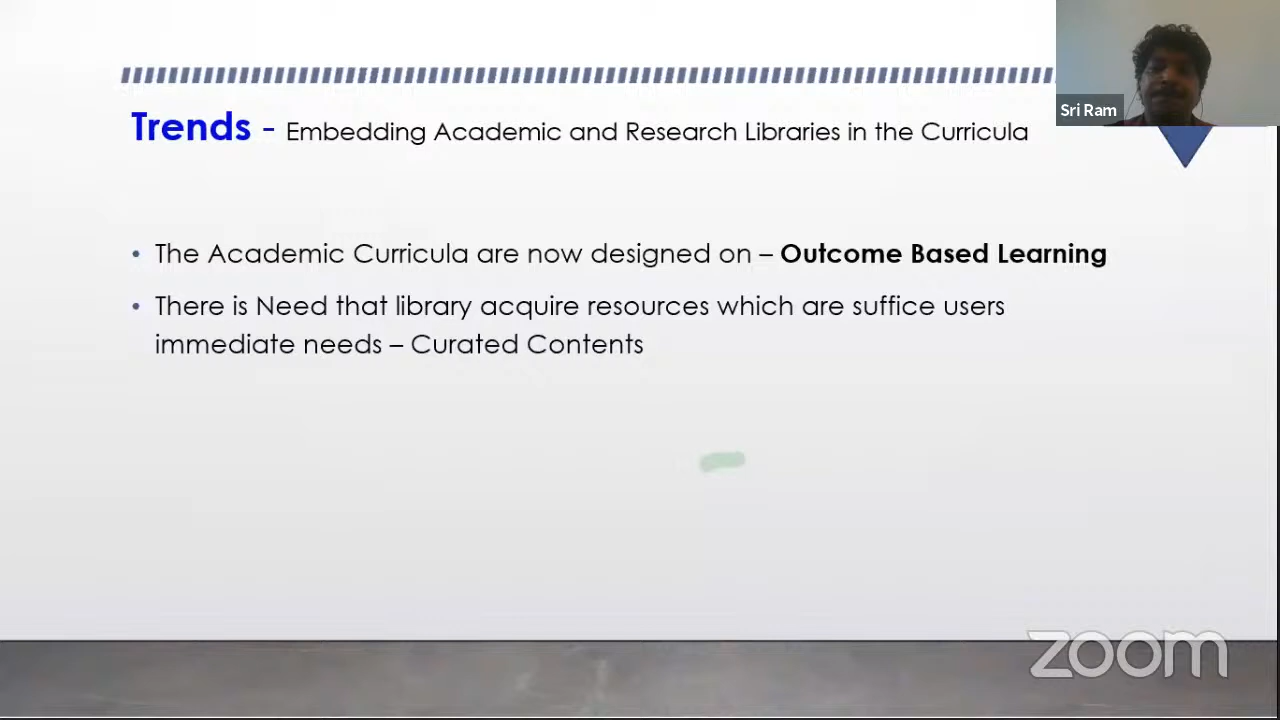 Sri Ram
Trends - Embedding Academic and Research Libraries in the Curricula
• The Academic Curricula are now designed on – Outcome Based Learning
• There is Need that library acquire resources which are suffice users
immediate needs – Curated Contents
zoom